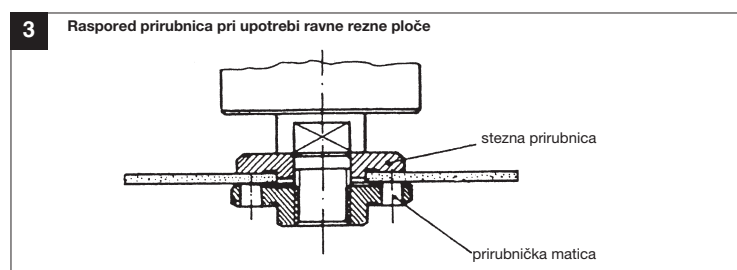 3 Raspored prirubnica pri upotrebi ravne rezne ploče
stezna prirubnica
prirubnička matica